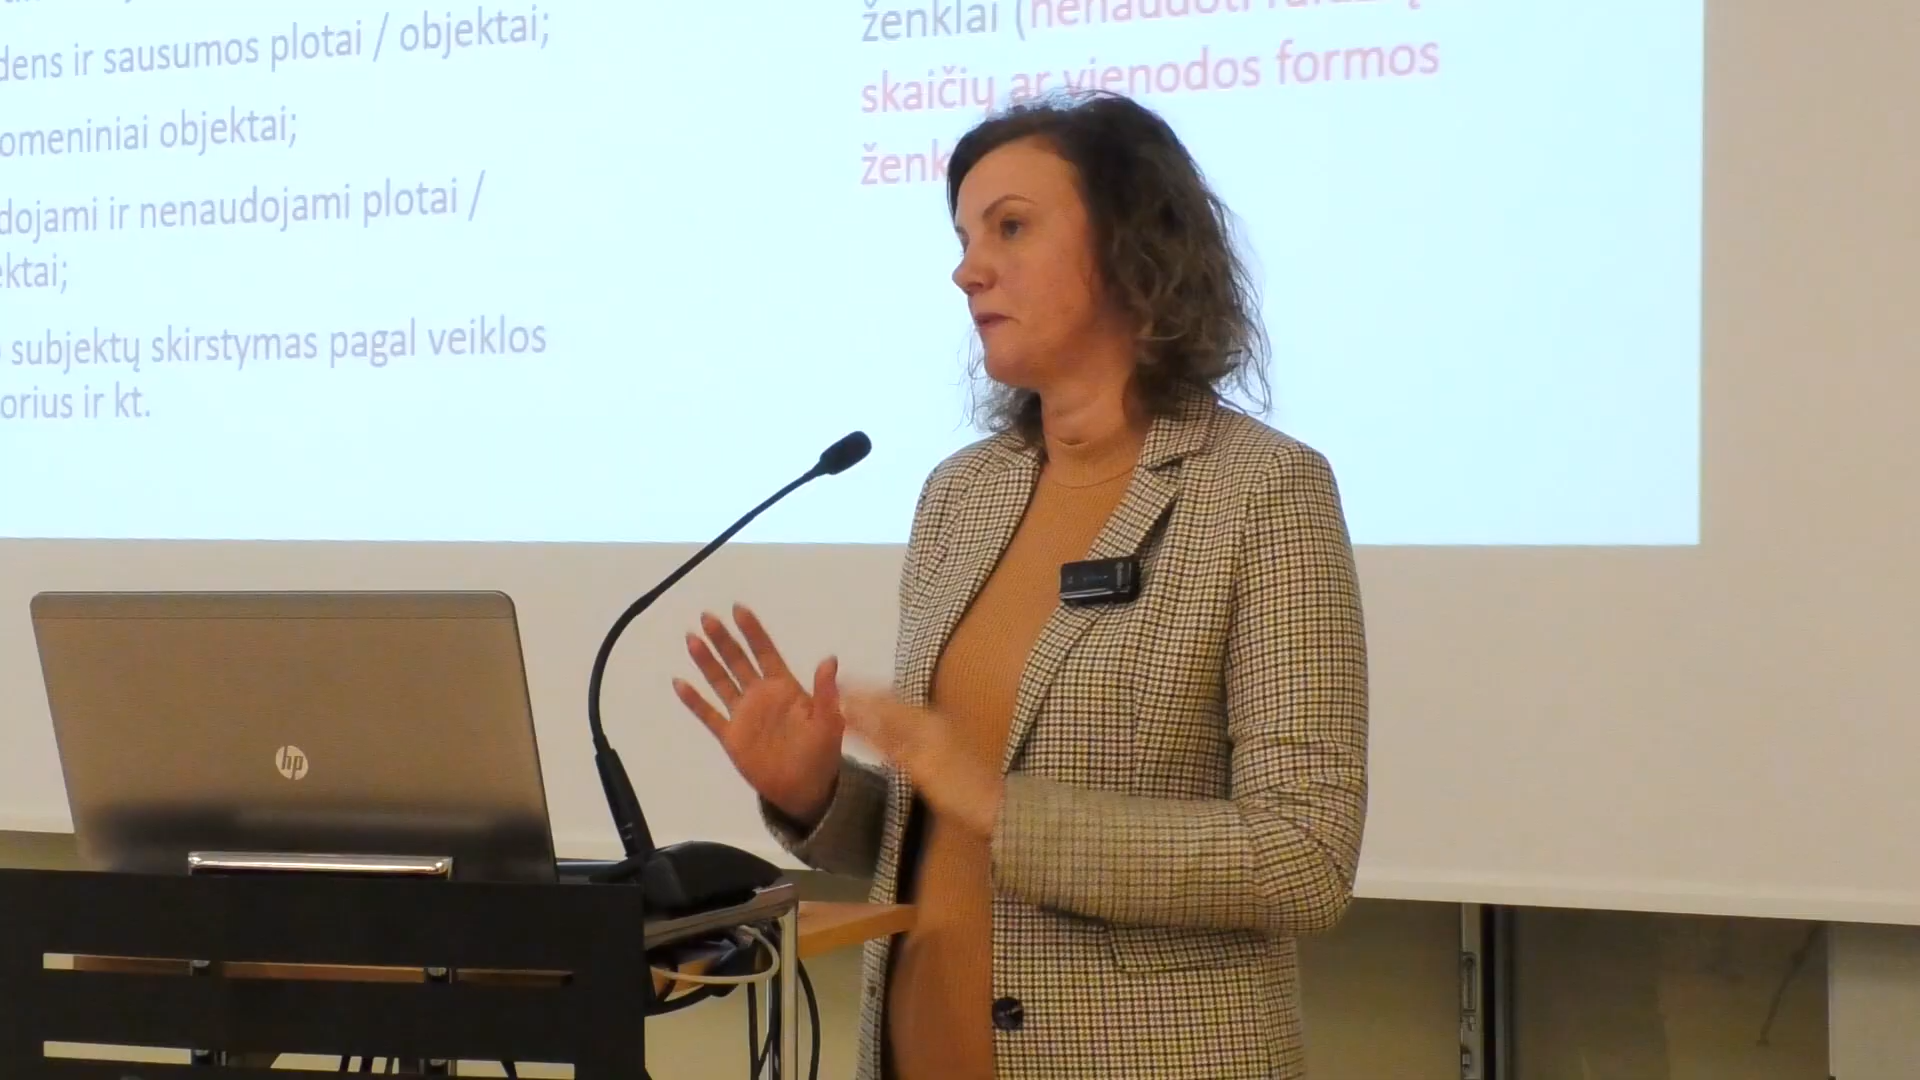 dens ir sausumos plotai / objektai;
omeniniai objektai;
dojami ir nenaudojami plotai /
ektai;
subjektų skirstymas pagal veiklos
orius ir kt.
ženklai (nenaudoti
skaičių ar vienodos formos
ženk
hp